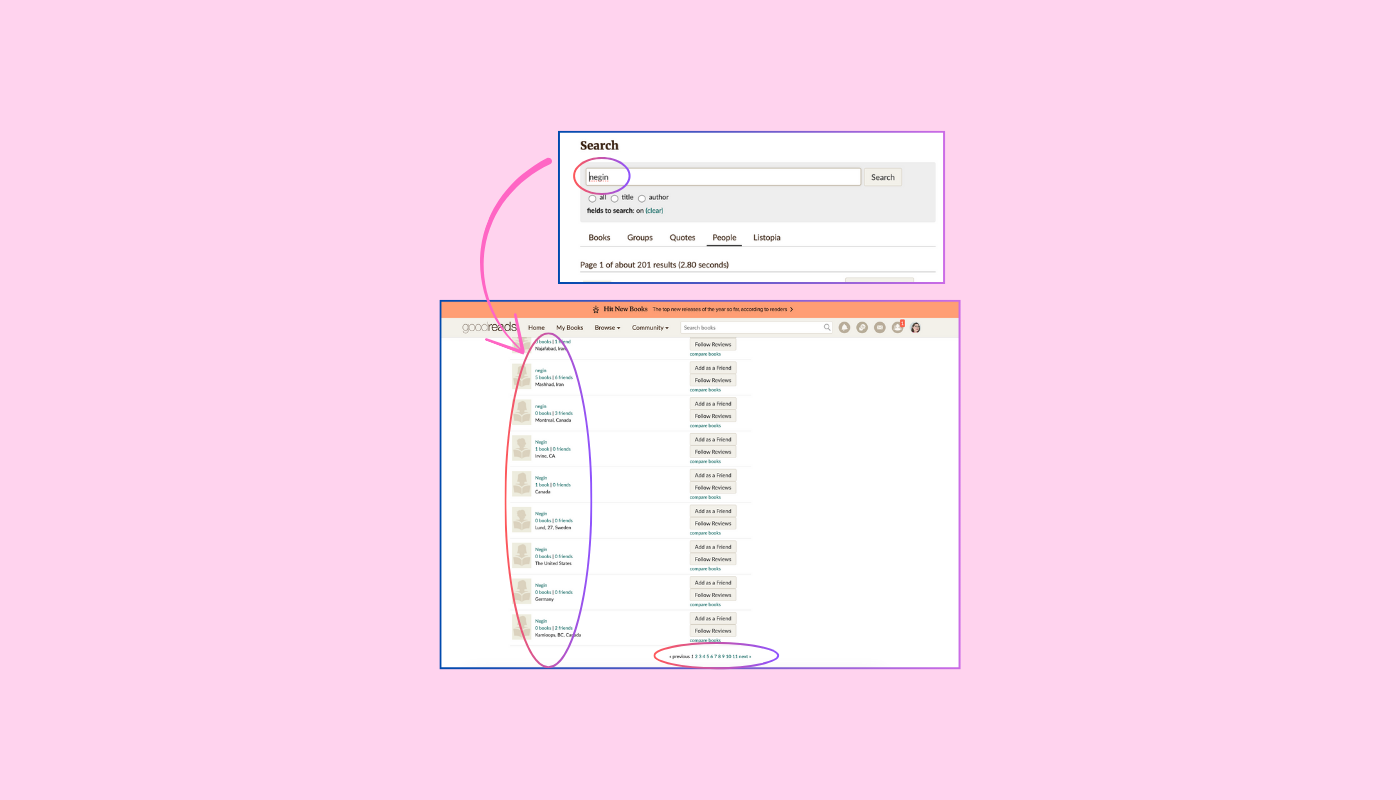 Search
negin
Search
all title author
fields to search: on (clear)
Books Groups Quotes People Listopia
Page 1 of about 201 results (2.80 seconds)
Hit New Books The top new releases of the year so far, according to readers
goodreads Home My Books Browse Community Search books 1
0 books | 1 friend
Najafabad, Iran
Follow Reviews
compare books
negin
5 books | 6 friends
Mashhad, Iran
Add as a Friend
Follow Reviews
compare books
negin
0 books | 3 friends
Montreal, Canada
Add as a Friend
Follow Reviews
compare books
Negin
1 book | 0 friends
Irvine, CA
Add as a Friend
Follow Reviews
compare books
Negin
1 book | 0 friends
Canada
Add as a Friend
Follow Reviews
compare books
Negin
0 books | 0 friends
Lund, 27, Sweden
Add as a Friend
Follow Reviews
compare books
Negin
0 books | 0 friends
The United States
Add as a Friend
Follow Reviews
compare books
Negin
0 books | 0 friends
Germany
Add as a Friend
Follow Reviews
compare books
Negin
0 books | 2 friends
Kamloops, BC, Canada
Add as a Friend
Follow Reviews
compare books
« previous 1 2 3 4 5 6 7 8 9 10 11 next »